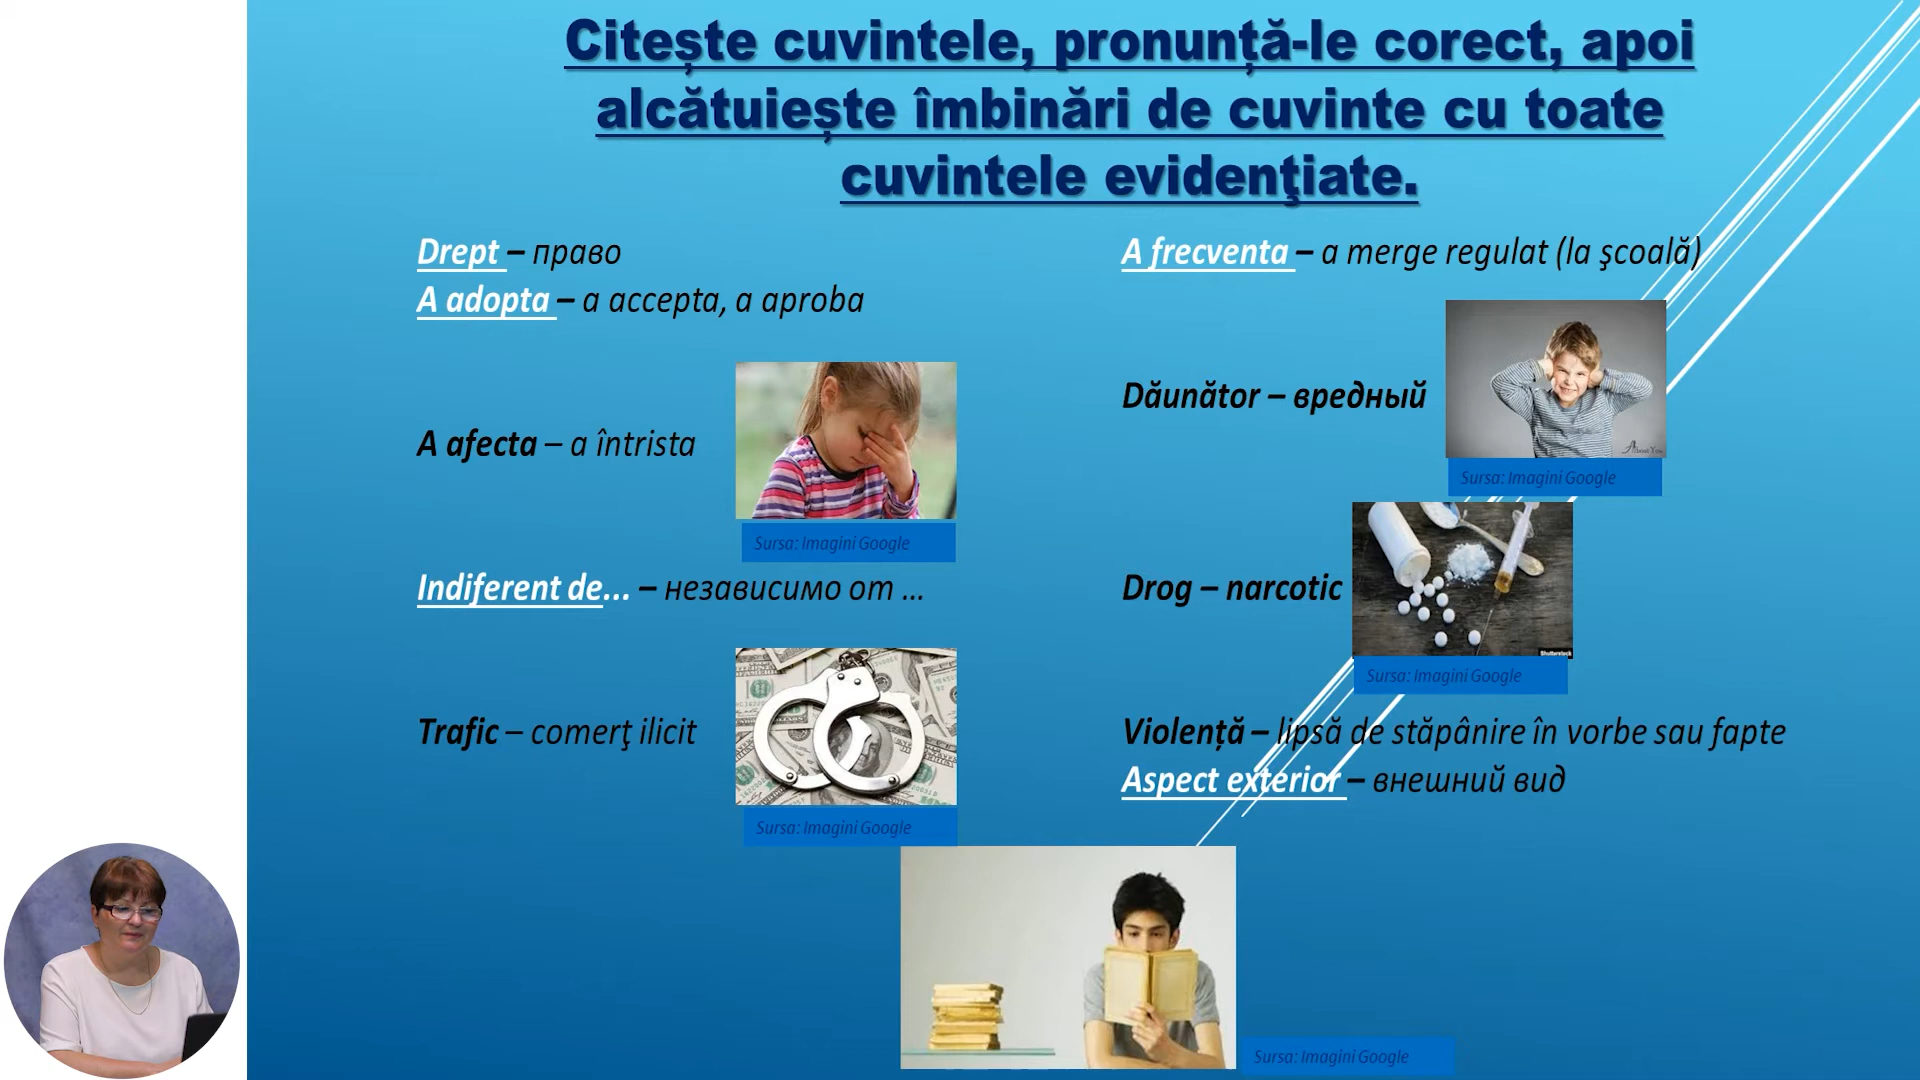 Citește cuvintele, pronunță-le corect, apoi
alcătuiește îmbinări de cuvinte cu toate
cuvintele evidenţiate.
Drept – право
A adopta – a accepta, a aproba
A afecta – a întrista
Sursa: Imagini Google
Indiferent de... – независимо от ...
Trafic – comerţ ilicit
Sursa: Imagini Google
A frecventa – a merge regulat (la şcoală)
About You
Dăunător – вредный
Sursa: Imagini Google
Drog – narcotic
Shutterstock
Sursa: Imagini Google
Violență – lipsă de stăpânire în vorbe sau fapte
Aspect exterior – внешний вид
Sursa: Imagini Google